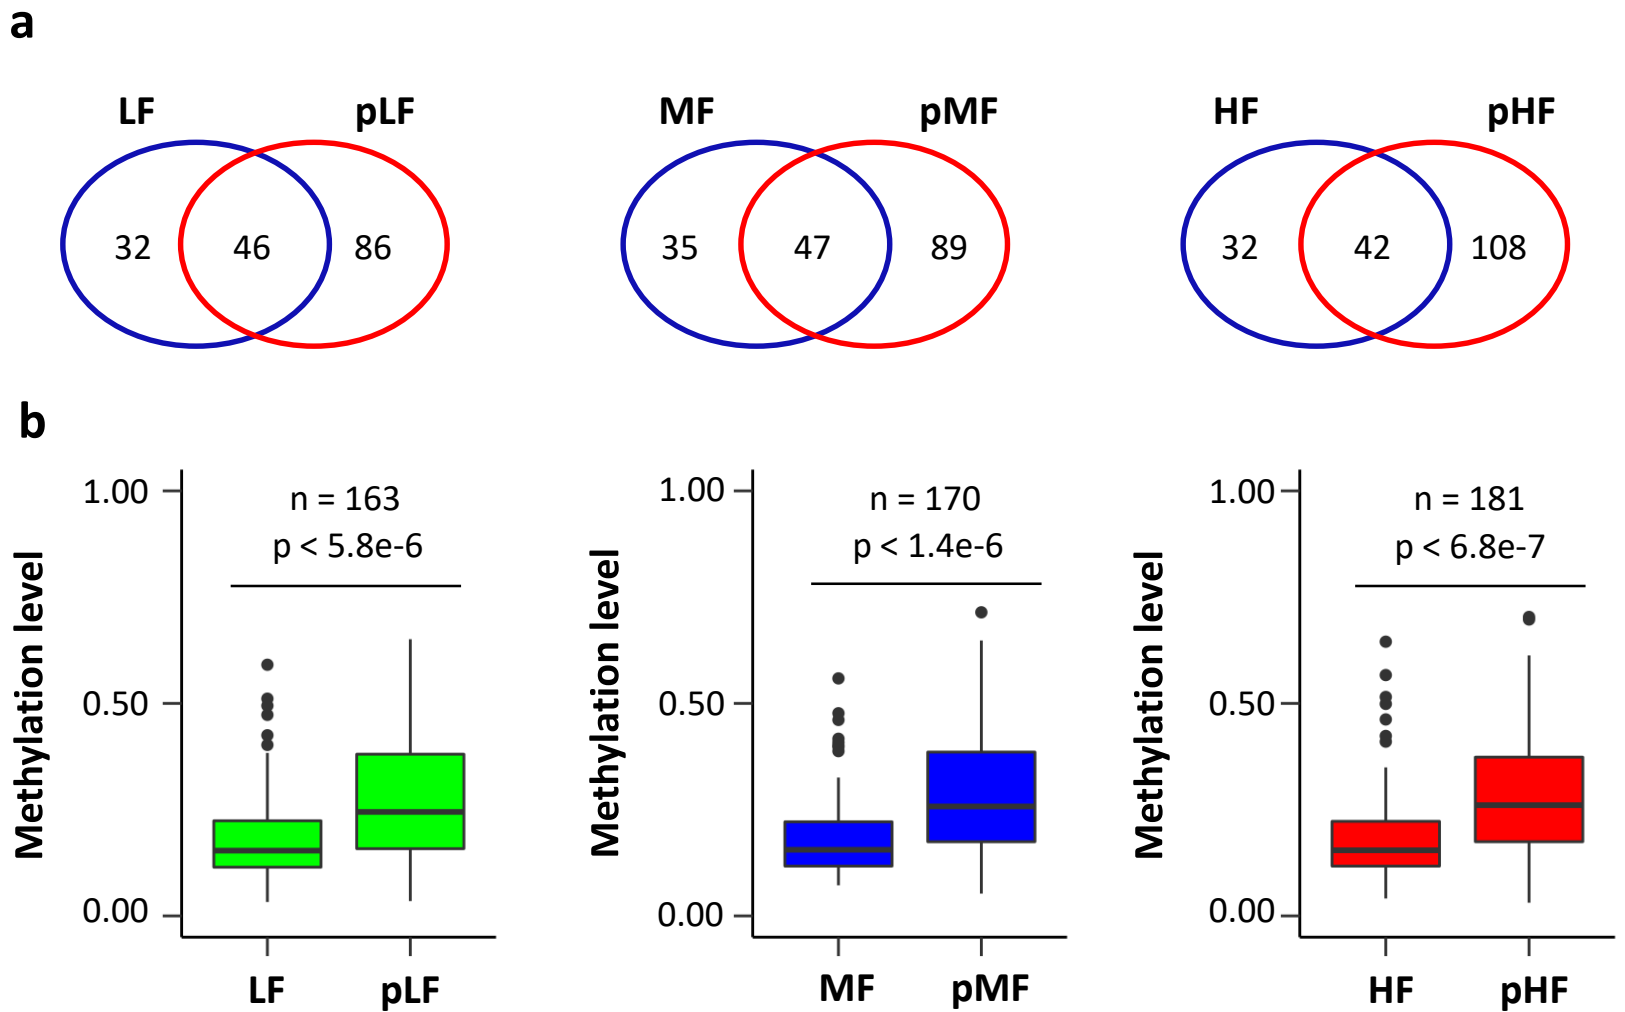 a
LF pLF MF pMF HF pHF
32 46 86 35 47 89 32 42 108
b
1.00 n = 163 1.00 n = 170 1.00 n = 181
p < 5.8e-6 p < 1.4e-6 p < 6.8e-7
Methylation level Methylation level Methylation level
0.50 0.50 0.50
0.00 0.00 0.00
LF pLF MF pMF HF pHF